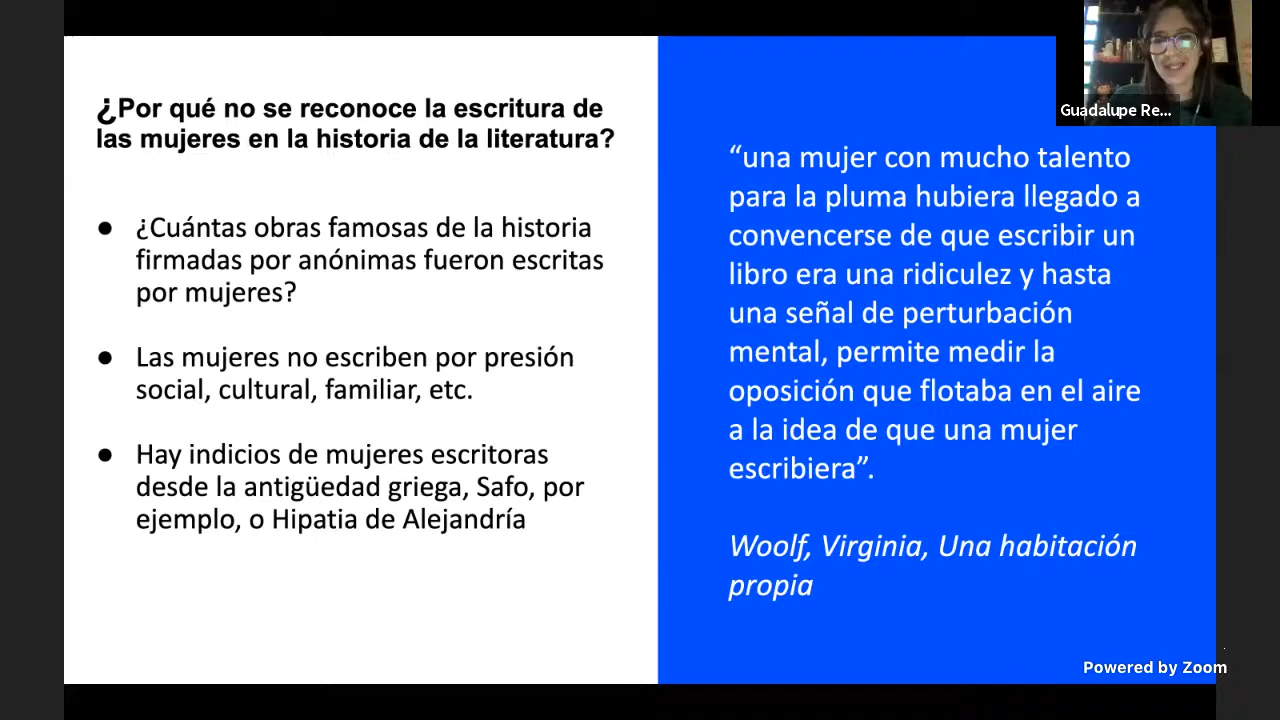 ¿Por qué no se reconoce la escritura de
las mujeres en la historia de la literatura?
● ¿Cuántas obras famosas de la historia
firmadas por anónimas fueron escritas
por mujeres?
● Las mujeres no escriben por presión
social, cultural, familiar, etc.
● Hay indicios de mujeres escritoras
desde la antigüedad griega, Safo, por
ejemplo, o Hipatia de Alejandría
“una mujer con mucho talento
para la pluma hubiera llegado a
convencerse de que escribir un
libro era una ridiculez y hasta
una señal de perturbación
mental, permite medir la
oposición que flotaba en el aire
a la idea de que una mujer
escribiera”.
Woolf, Virginia, Una habitación
propia
Guadalupe Re...
Powered by Zoom